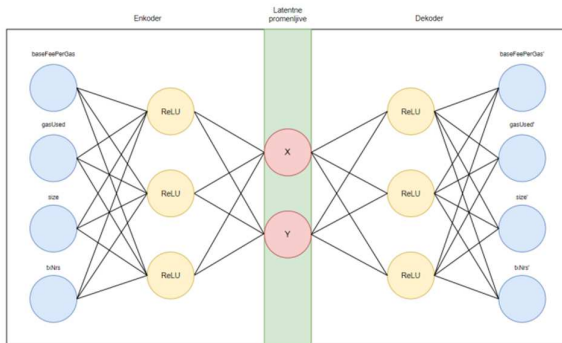 Enkoder
Latentne
promenljive
Dekoder
baseFeePerGas
gasUsed
size
txNrs
ReLU
ReLU
ReLU
X
Y
ReLU
ReLU
ReLU
baseFeePerGas'
gasUsed'
size'
txNrs'